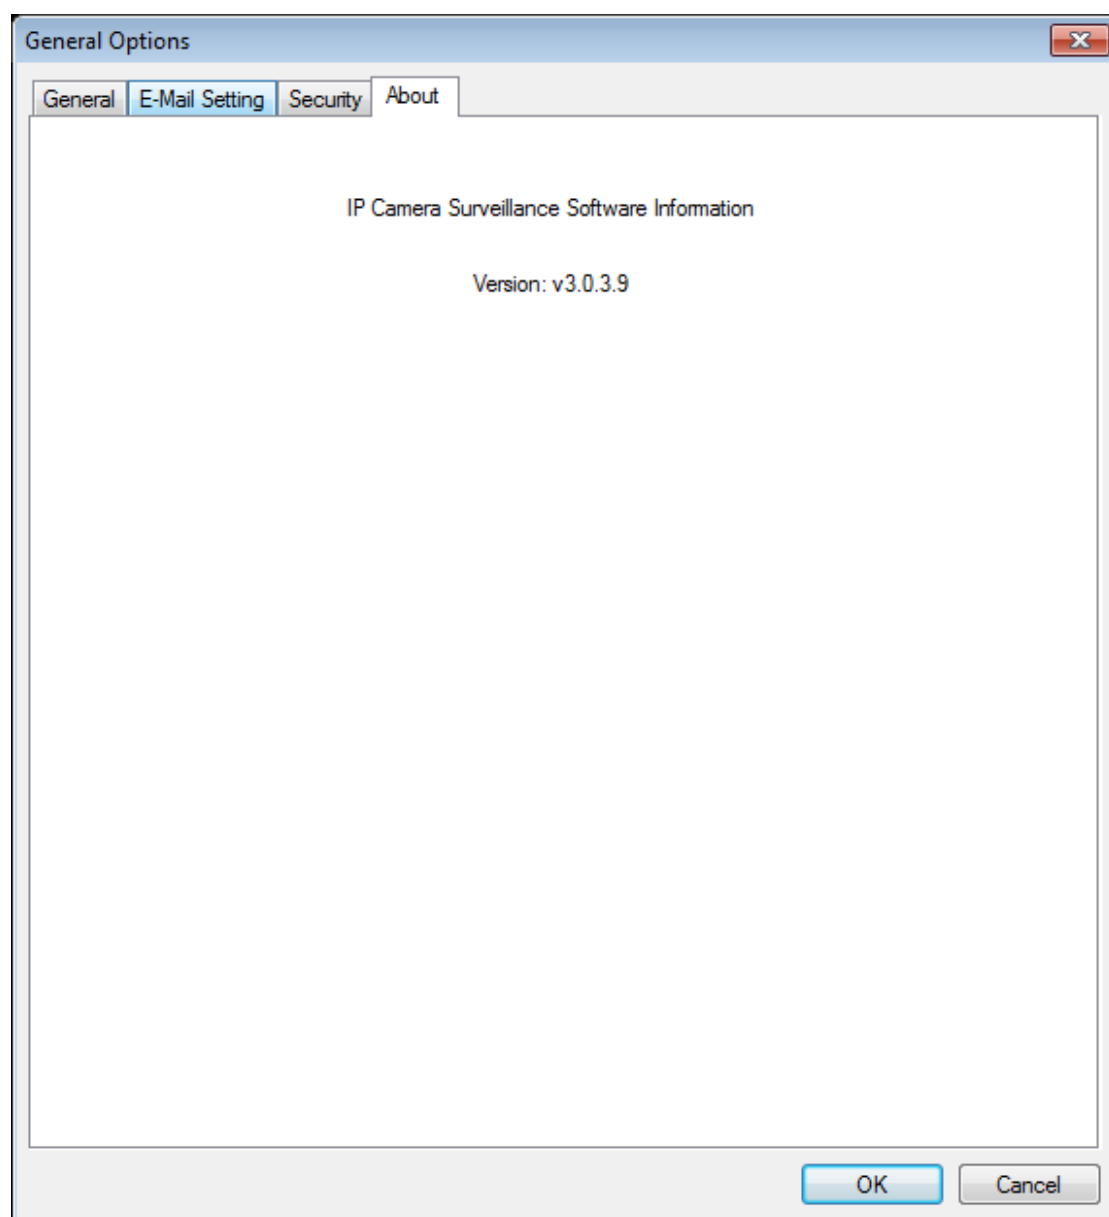 General Options
General E-Mail Setting Security About
IP Camera Surveillance Software Information
Version: v3.0.3.9
OK Cancel